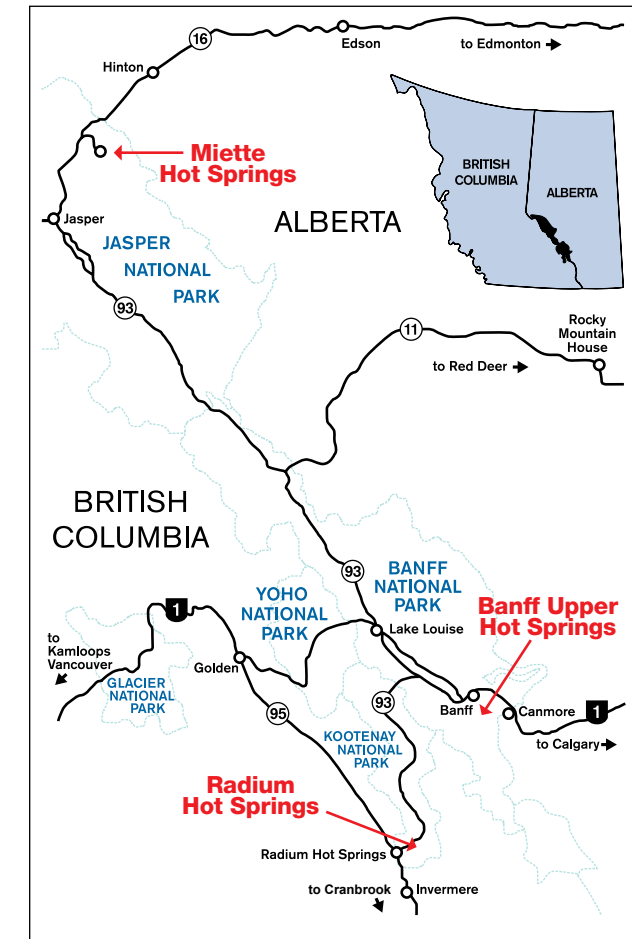 16
Edson
to Edmonton
Hinton
Miette
Hot Springs
BRITISH
COLUMBIA
ALBERTA
Jasper
ALBERTA
JASPER
NATIONAL
PARK
93
11
Rocky
Mountain
House
to Red Deer
BRITISH
COLUMBIA
93
BANFF
NATIONAL
PARK
YOHO
NATIONAL
PARK
Banff Upper
Hot Springs
1
Lake Louise
to
Kamloops
Vancouver
Golden
GLACIER
NATIONAL
PARK
93
95
Banff
Canmore
1
KOOTENAY
NATIONAL
PARK
to Calgary
Radium
Hot Springs
Radium Hot Springs
to Cranbrook
Invermere